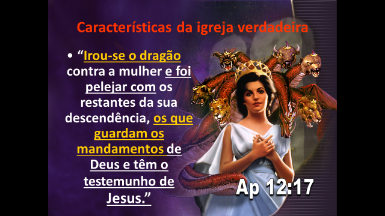 Características da igreja verdadeira
• “Irou-se o dragão
contra a mulher e foi
pelejar com os
restantes da sua
descendência, os que
guardam os
mandamentos de
Deus e têm o
testemunho de
Jesus.”
Ap 12:17